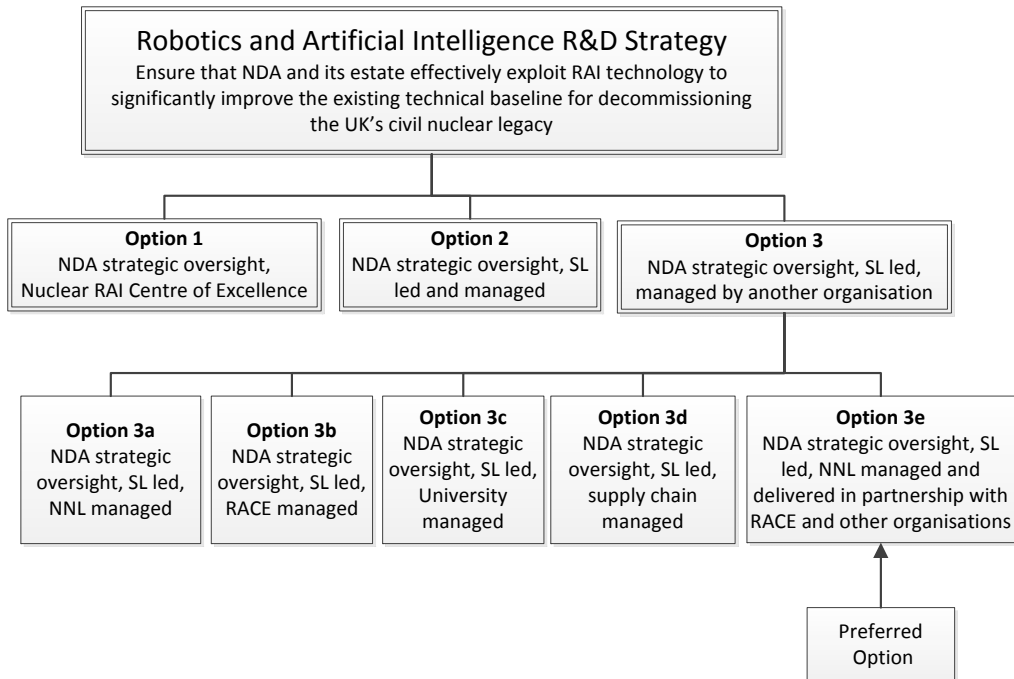 Robotics and Artificial Intelligence R&D Strategy
Ensure that NDA and its estate effectively exploit RAI technology to
significantly improve the existing technical baseline for decommissioning
the UK's civil nuclear legacy
Option 1
NDA strategic oversight,
Nuclear RAI Centre of Excellence
Option 2
NDA strategic oversight, SL
led and managed
Option 3
NDA strategic oversight, SL led,
managed by another organisation
Option 3a
NDA strategic
oversight, SL led,
NNL managed
Option 3b
NDA strategic
oversight, SL led,
RACE managed
Option 3c
NDA strategic
oversight, SL led,
University
managed
Option 3d
NDA strategic
oversight, SL led,
supply chain
managed
Option 3e
NDA strategic oversight, SL
led, NNL managed and
delivered in partnership with
RACE and other organisations
Preferred
Option